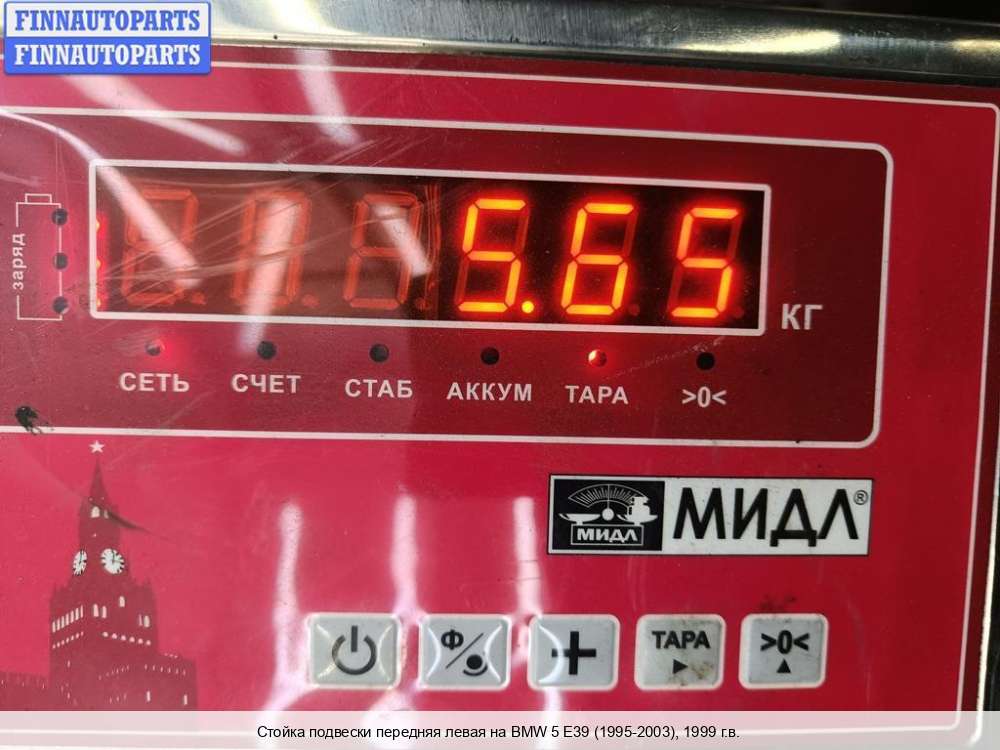 FINNAUTOPARTS
FINNAUTOPARTS
заряд
5.65
КГ
СЕТЬ СЧЕТ СТАБ АККУМ ТАРА >0<
МИДЛ МИДЛ®
Ф ТАРА >0<
Стойка подвески передняя левая на BMW 5 E39 (1995-2003), 1999 г.в.